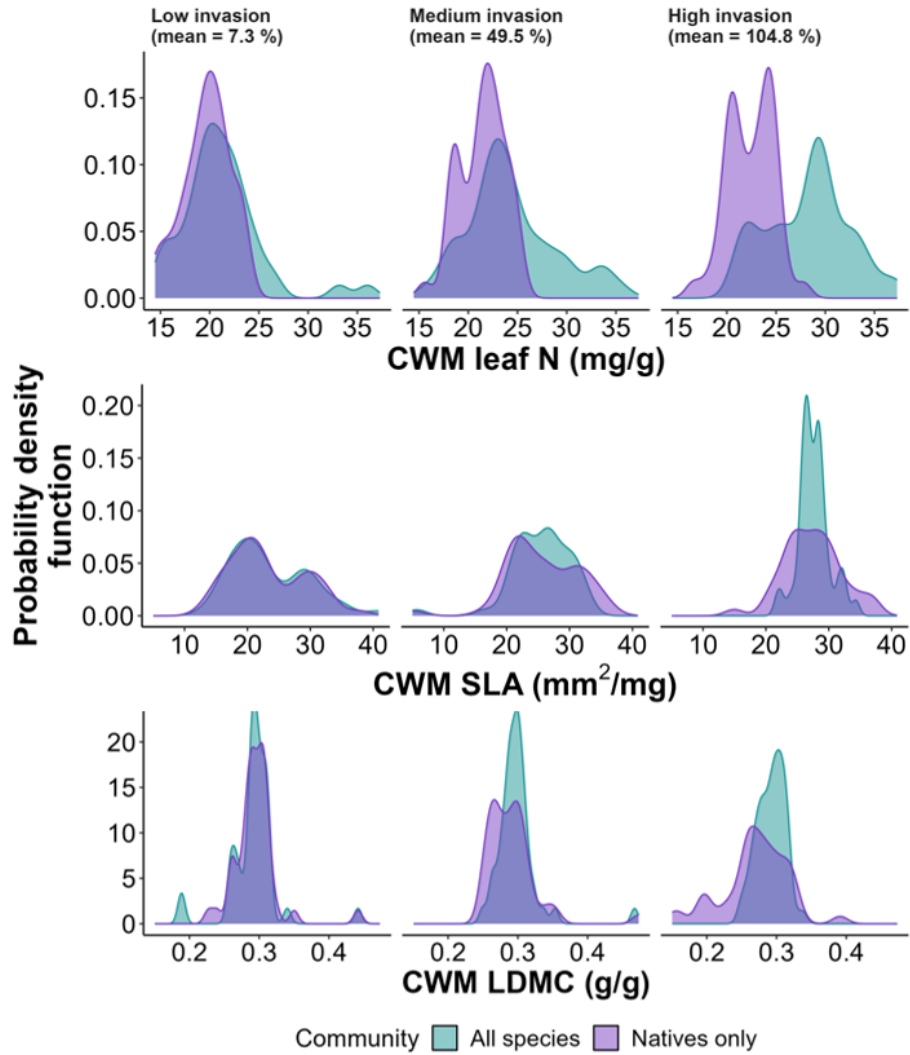 Low invasion
(mean = 7.3 %)
Medium invasion
(mean = 49.5 %)
High invasion
(mean = 104.8 %)
0.15
0.10
0.05
0.00
15 20 25 30 35
15 20 25 30 35
15 20 25 30 35
CWM leaf N (mg/g)
Probability density
function
0.20
0.15
0.10
0.05
0.00
10 20 30 40
10 20 30 40
10 20 30 40
CWM SLA (mm²/mg)
20
15
10
5
0
0.2 0.3 0.4
0.2 0.3 0.4
0.2 0.3 0.4
CWM LDMC (g/g)
Community All species Natives only